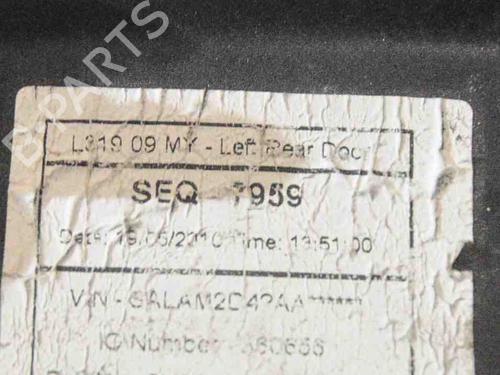 B-PARTS
L319 09 MY - Left Rear Door
SEQ - 7959
Date: 19/05/2010 Time: 13:51:00
VIN - SALAM2D42AA******
IC Number